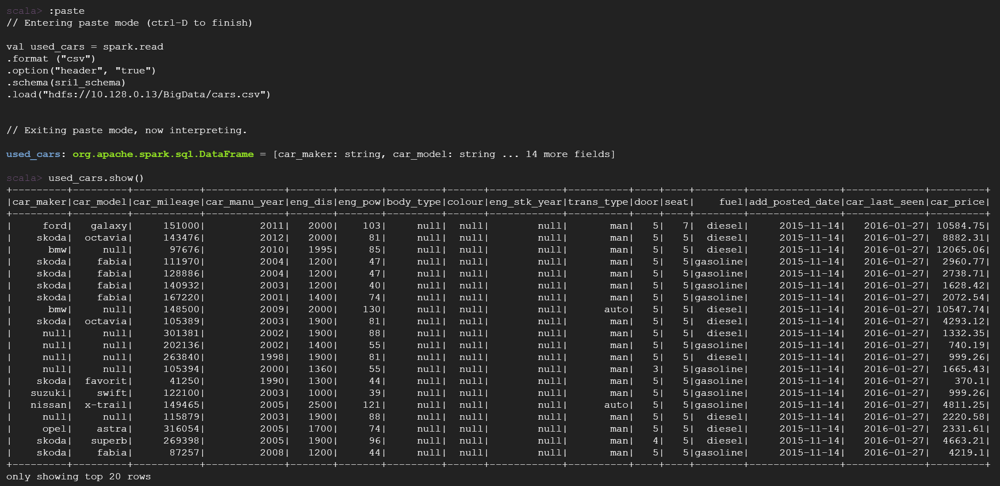 scala> :paste
// Entering paste mode (ctrl-D to finish)
val used_cars = spark.read
.format ("csv")
.option("header", "true")
.schema(sri1_schema)
.load("hdfs://10.128.0.13/BigData/cars.csv")
// Exiting paste mode, now interpreting.
used_cars: org.apache.spark.sql.DataFrame = [car_maker: string, car_model: string ... 14 more fields]
scala> used_cars.show()
+---------+---------+-----------+-------------+-------+-------+---------+------+------------+----------+----+----+--------+---------------+-------------+---------+
|car_maker|car_model|car_mileage|car_manu_year|eng_dis|eng_pow|body_type|colour|eng_stk_year|trans_type|door|seat|    fuel|add_posted_date|car_last_seen|car_price|
+---------+---------+-----------+-------------+-------+-------+---------+------+------------+----------+----+----+--------+---------------+-------------+---------+
|     ford|   galaxy|     151000|         2011|   2000|    103|     null|  null|        null|       man|   5|   7|  diesel|     2015-11-14|   2016-01-27| 10584.75|
|    skoda|  octavia|     143476|         2012|   2000|     81|     null|  null|        null|       man|   5|   5|  diesel|     2015-11-14|   2016-01-27|  8882.31|
|      bmw|     null|      97676|         2010|   1995|     85|     null|  null|        null|       man|   5|   5|  diesel|     2015-11-14|   2016-01-27| 12065.06|
|    skoda|    fabia|     111970|         2004|   1200|     47|     null|  null|        null|       man|   5|   5|gasoline|     2015-11-14|   2016-01-27|  2960.77|
|    skoda|    fabia|     128886|         2004|   1200|     47|     null|  null|        null|       man|   5|   5|gasoline|     2015-11-14|   2016-01-27|  2738.71|
|    skoda|    fabia|     140932|         2003|   1200|     40|     null|  null|        null|       man|   5|   5|gasoline|     2015-11-14|   2016-01-27|  1628.42|
|    skoda|    fabia|     167220|         2001|   1400|     74|     null|  null|        null|       man|   5|   5|gasoline|     2015-11-14|   2016-01-27|  2072.54|
|      bmw|     null|     148500|         2009|   2000|    130|     null|  null|        null|      auto|   5|   5|  diesel|     2015-11-14|   2016-01-27| 10547.74|
|    skoda|  octavia|     105389|         2003|   1900|     81|     null|  null|        null|       man|   5|   5|  diesel|     2015-11-14|   2016-01-27|  4293.12|
|     null|     null|     301381|         2002|   1900|     88|     null|  null|        null|       man|   5|   5|  diesel|     2015-11-14|   2016-01-27|  1332.35|
|     null|     null|     202136|         2002|   1400|     55|     null|  null|        null|       man|   5|   5|gasoline|     2015-11-14|   2016-01-27|   740.19|
|     null|     null|     263840|         1998|   1900|     81|     null|  null|        null|       man|   5|   5|  diesel|     2015-11-14|   2016-01-27|   999.26|
|     null|     null|     105394|         2000|   1360|     55|     null|  null|        null|       man|   3|   5|gasoline|     2015-11-14|   2016-01-27|  1665.43|
|    skoda|  favorit|      41250|         1990|   1300|     44|     null|  null|        null|       man|   5|   5|gasoline|     2015-11-14|   2016-01-27|    370.1|
|   suzuki|    swift|     122100|         2003|   1000|     39|     null|  null|        null|       man|   5|   5|gasoline|     2015-11-14|   2016-01-27|   999.26|
|   nissan|  x-trail|     149465|         2005|   2500|    121|     null|  null|        null|      auto|   5|   5|gasoline|     2015-11-14|   2016-01-27|  4811.25|
|     null|     null|     115879|         2003|   1900|     88|     null|  null|        null|       man|   5|   5|  diesel|     2015-11-14|   2016-01-27|  2220.58|
|     opel|    astra|     316054|         2005|   1700|     74|     null|  null|        null|       man|   5|   5|  diesel|     2015-11-14|   2016-01-27|  2331.61|
|    skoda|   superb|     269398|         2005|   1900|     96|     null|  null|        null|       man|   4|   5|  diesel|     2015-11-14|   2016-01-27|  4663.21|
|    skoda|    fabia|      87257|         2008|   1200|     44|     null|  null|        null|       man|   5|   5|gasoline|     2015-11-14|   2016-01-27|   4219.1|
+---------+---------+-----------+-------------+-------+-------+---------+------+------------+----------+----+----+--------+---------------+-------------+---------+
only showing top 20 rows